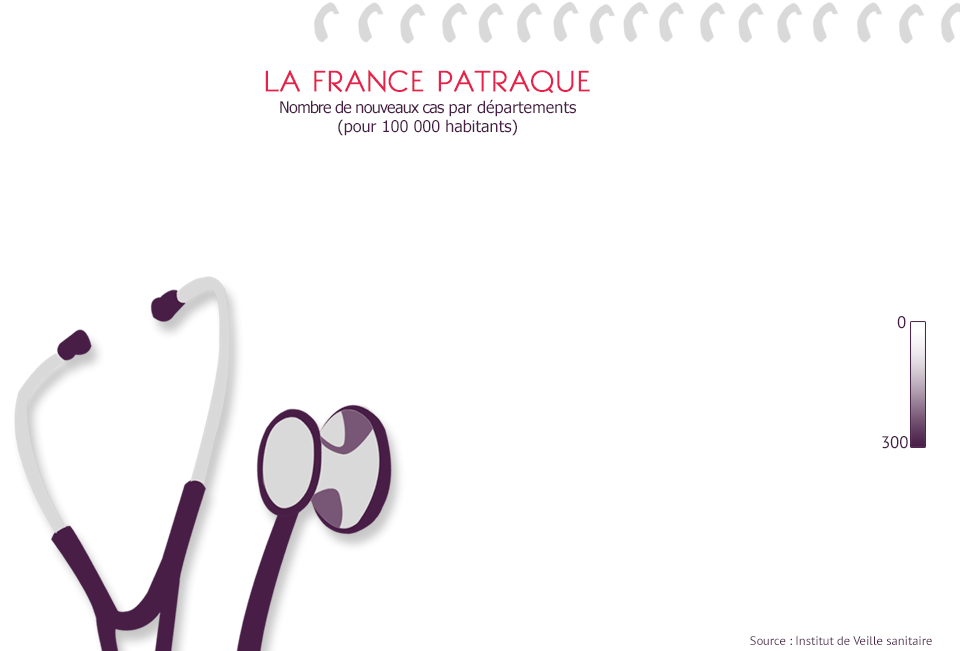 LA FRANCE PATRAQUE
Nombre de nouveaux cas par départements
(pour 100 000 habitants)
0
300
Source : Institut de Veille sanitaire